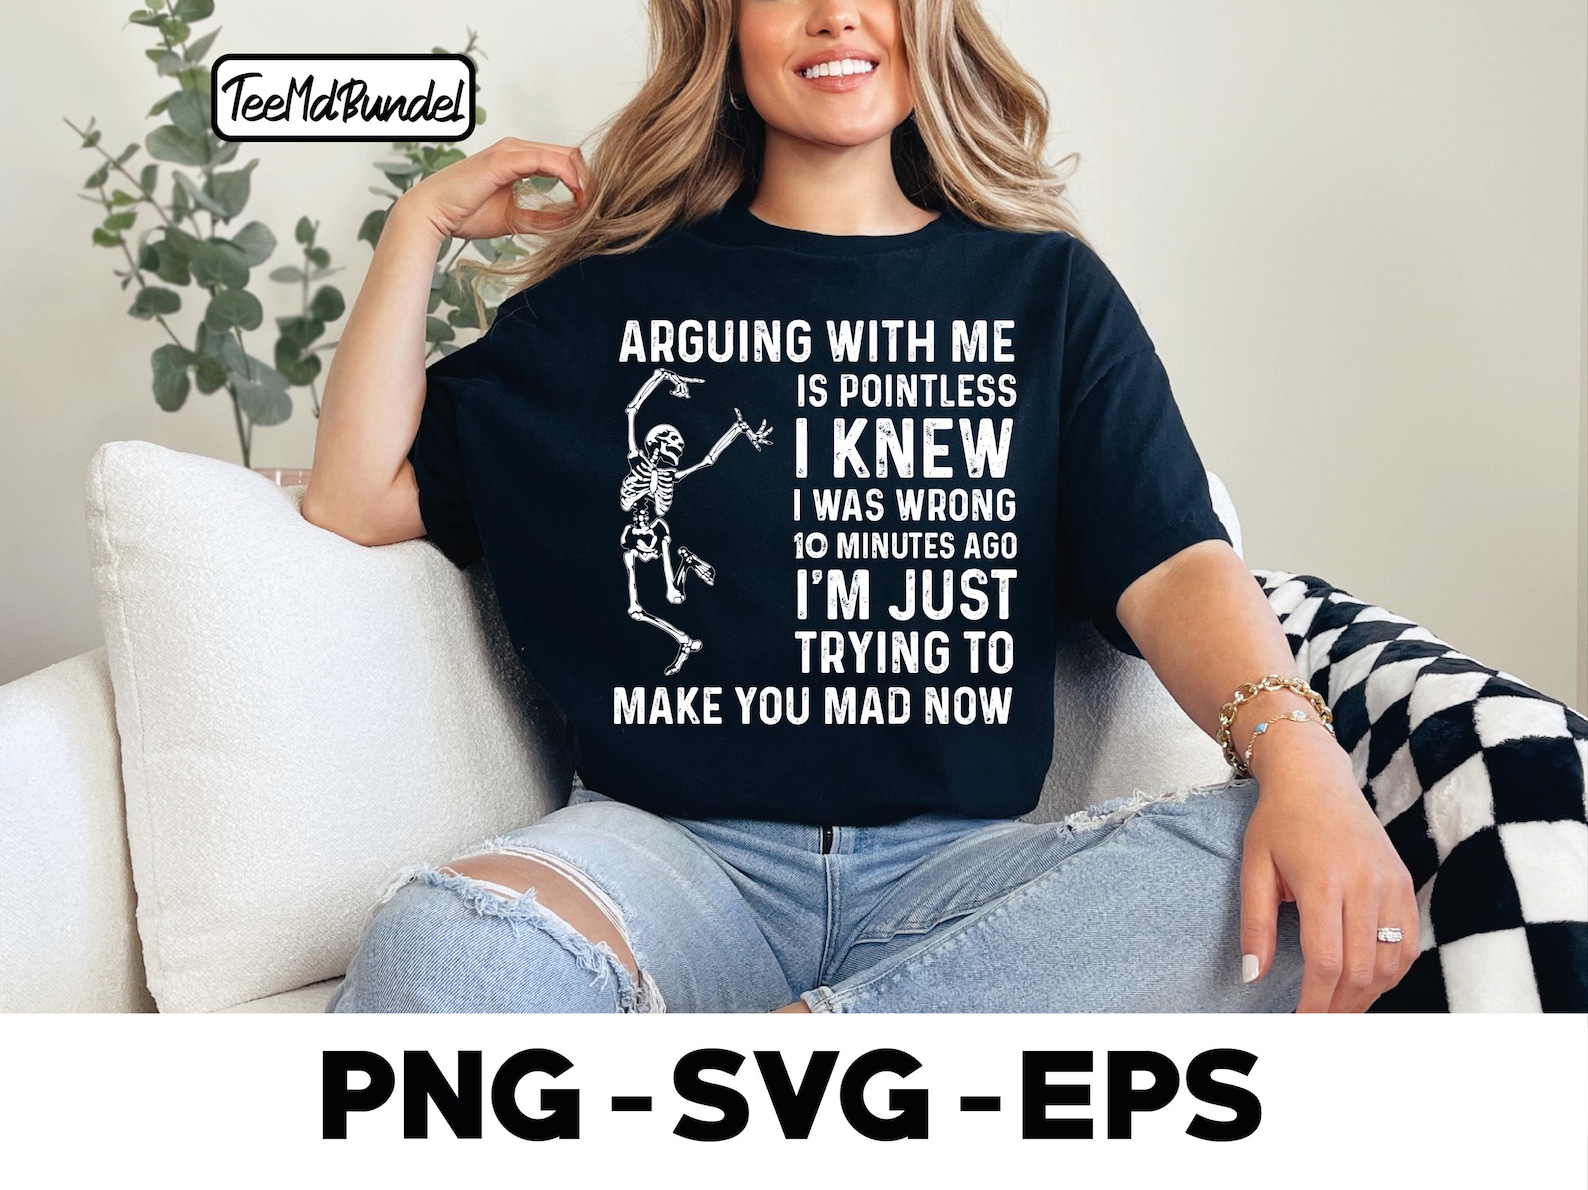 TeeMdBundel
ARGUING WITH ME
IS POINTLESS
I KNEW
I WAS WRONG
10 MINUTES AGO
I'M JUST
TRYING TO
MAKE YOU MAD NOW
PNG - SVG - EPS